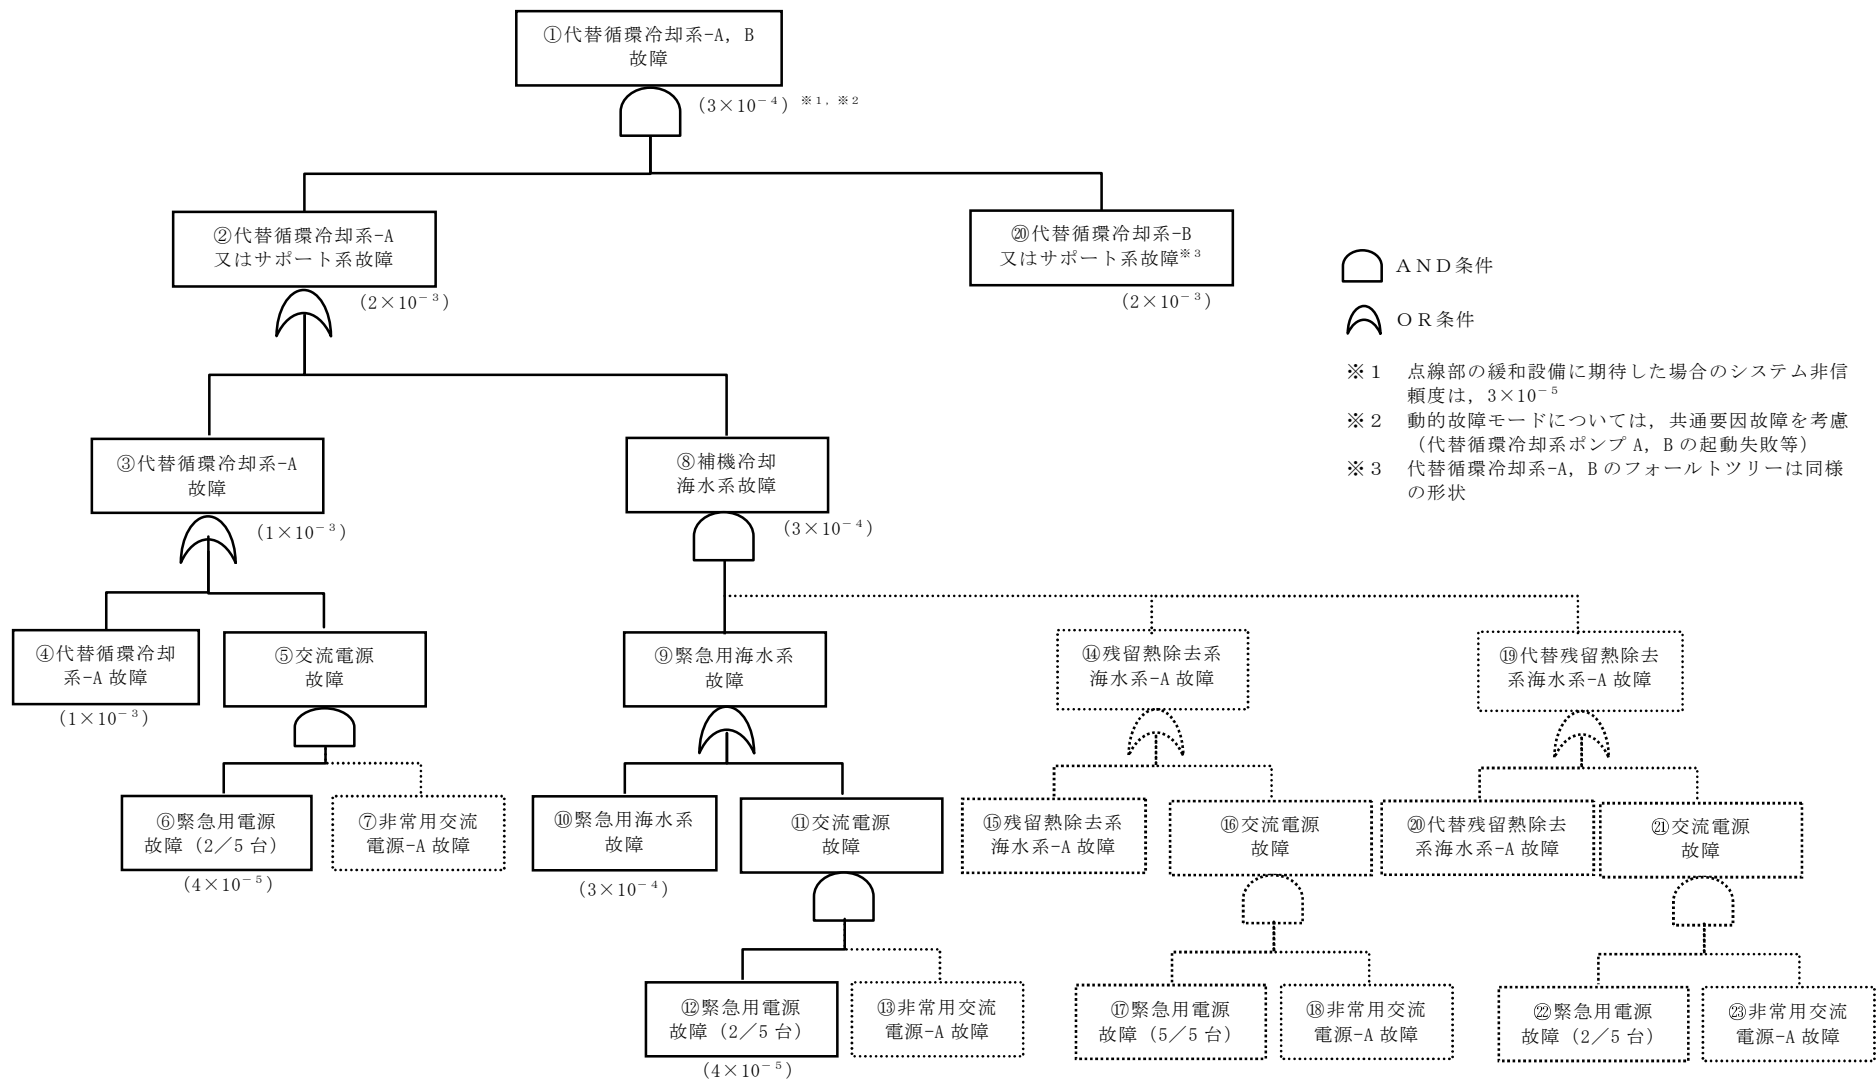 ①代替循環冷却系-A，B
故障
(3×10⁻⁴) ※1，※2
②代替循環冷却系-A
又はサポート系故障
(2×10⁻³)
⑳代替循環冷却系-B
又はサポート系故障※3
(2×10⁻³)
ＡＮＤ条件
ＯＲ条件
※１ 点線部の緩和設備に期待した場合のシステム非信
頼度は，3×10⁻⁵
※２ 動的故障モードについては，共通要因故障を考慮
（代替循環冷却系ポンプ A，B の起動失敗等）
※３ 代替循環冷却系-A，B のフォールトツリーは同様
の形状
③代替循環冷却系-A
故障
(1×10⁻³)
⑧補機冷却
海水系故障
(3×10⁻⁴)
④代替循環冷却
系-A 故障
(1×10⁻³)
⑤交流電源
故障
⑨緊急用海水系
故障
⑭残留熱除去系
海水系-A 故障
⑲代替残留熱除去
系海水系-A 故障
⑥緊急用電源
故障（2／5 台）
(4×10⁻⁵)
⑦非常用交流
電源-A 故障
⑩緊急用海水系
故障
(3×10⁻⁴)
⑪交流電源
故障
⑮残留熱除去系
海水系-A 故障
⑯交流電源
故障
⑳代替残留熱除去
系海水系-A 故障
㉑交流電源
故障
⑫緊急用電源
故障（2／5 台）
(4×10⁻⁵)
⑬非常用交流
電源-A 故障
⑰緊急用電源
故障（5／5 台）
⑱非常用交流
電源-A 故障
㉒緊急用電源
故障（2／5 台）
㉓非常用交流
電源-A 故障